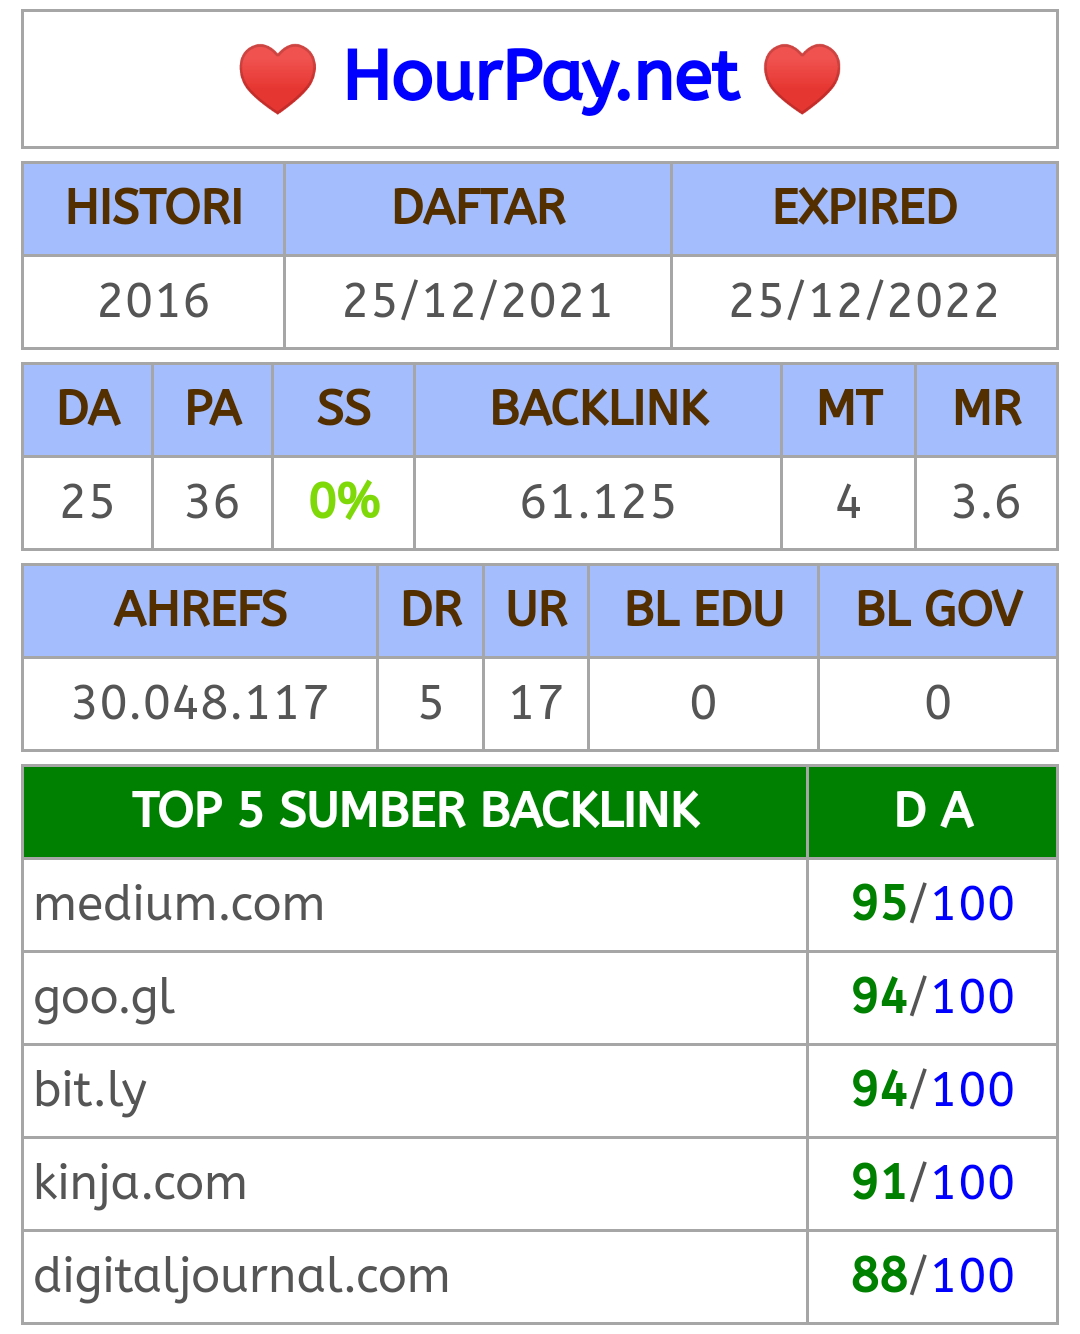 HourPay.net
HISTORI DAFTAR EXPIRED
2016 25/12/2021 25/12/2022
DA PA SS BACKLINK MT MR
25 36 0% 61.125 4 3.6
AHREFS DR UR BL EDU BL GOV
30.048.117 5 17 0 0
TOP 5 SUMBER BACKLINK D A
medium.com 95/100
goo.gl 94/100
bit.ly 94/100
kinja.com 91/100
digitaljournal.com 88/100